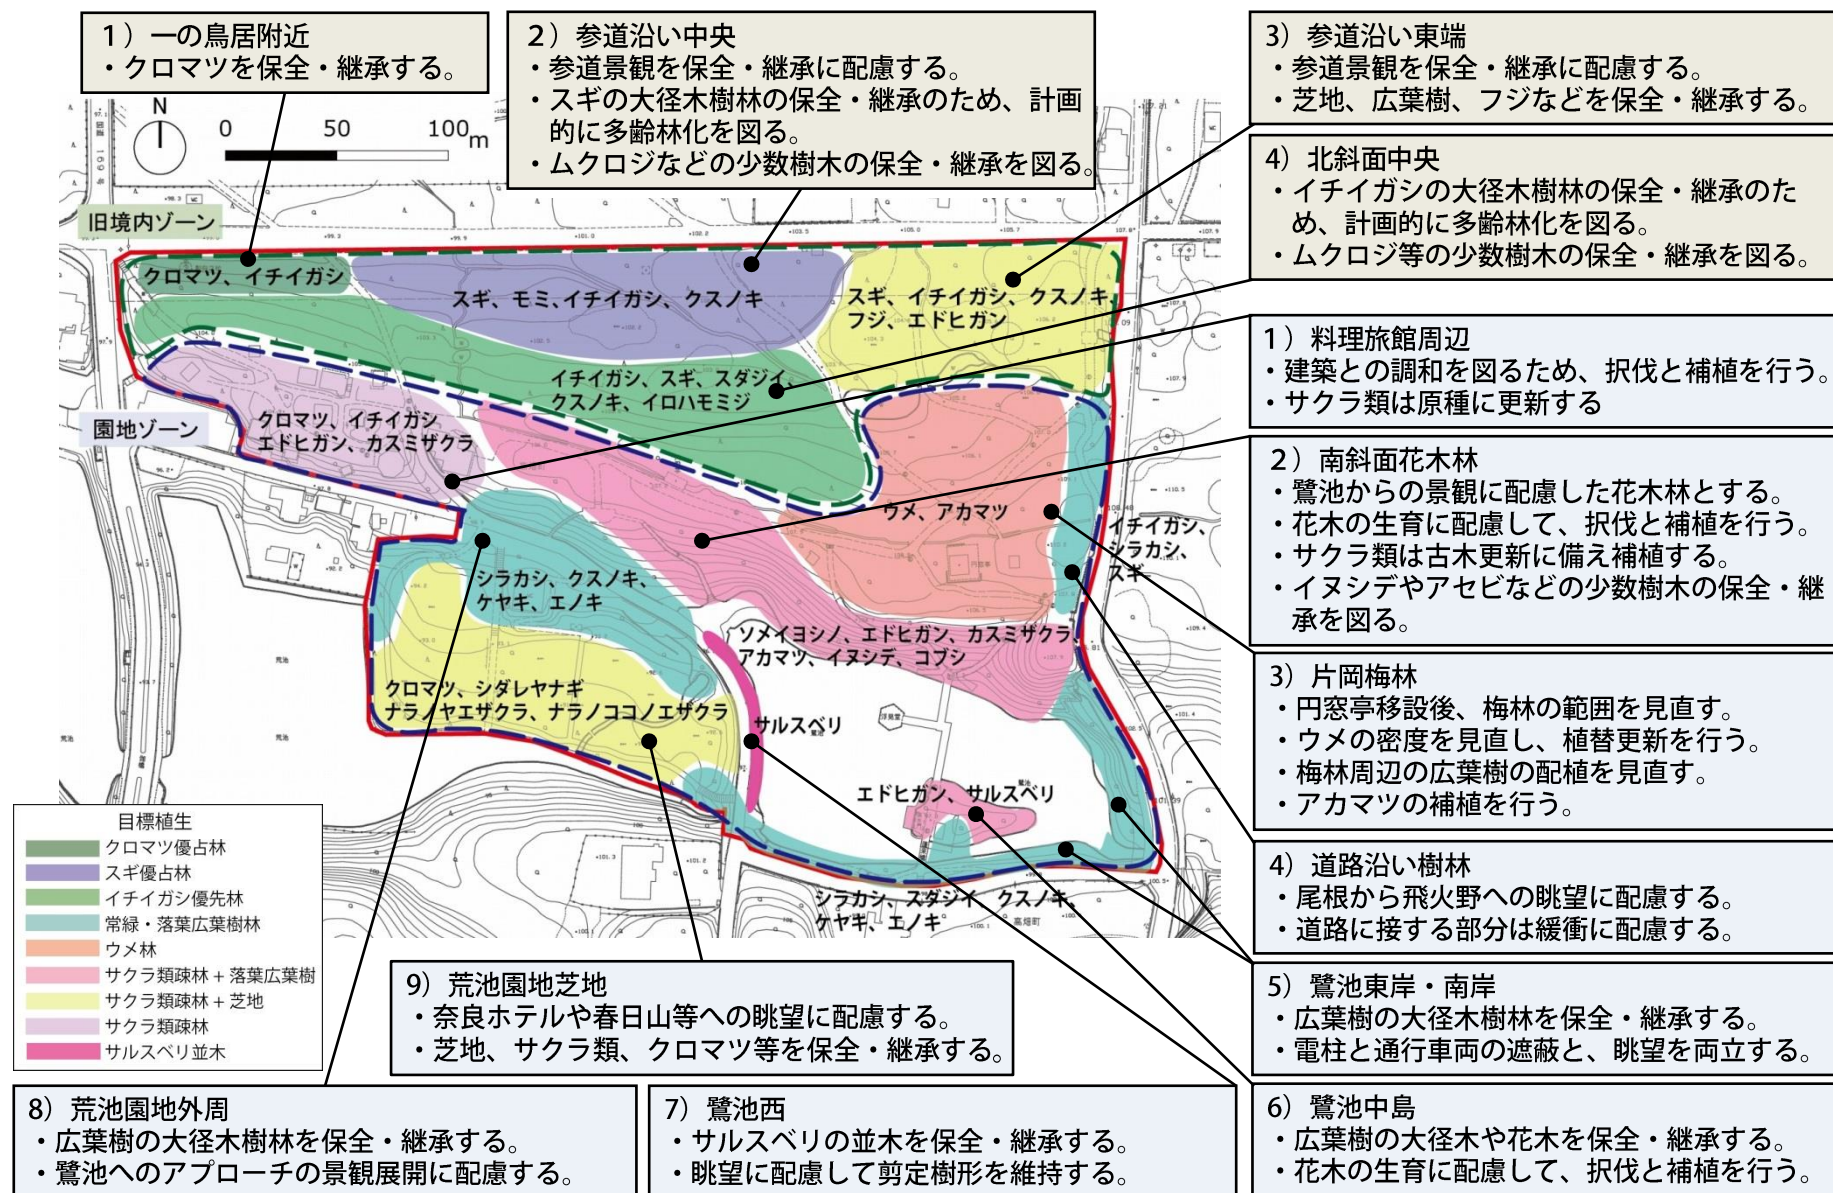 1）一の鳥居附近
・クロマツを保全・継承する。
2）参道沿い中央
・参道景観を保全・継承に配慮する。
・スギの大径木樹林の保全・継承のため、計画
的に多齢林化を図る。
・ムクロジなどの少数樹木の保全・継承を図る。
3）参道沿い東端
・参道景観を保全・継承に配慮する。
・芝地、広葉樹、フジなどを保全・継承する。
4）北斜面中央
・イチイガシの大径木樹林の保全・継承のた
め、計画的に多齢林化を図る。
・ムクロジ等の少数樹木の保全・継承を図る。
N
0 50 100m
旧境内ゾーン
園地ゾーン
クロマツ、イチイガシ
スギ、モミ、イチイガシ、クスノキ
スギ、イチイガシ、クスノキ、
フジ、エドヒガン
イチイガシ、スギ、スダジイ、
クスノキ、イロハモミジ
クロマツ、イチイガシ
エドヒガン、カスミザクラ
ウメ、アカマツ
イチイガシ、
シラカシ、
スギ
シラカシ、クスノキ、
ケヤキ、エノキ
ソメイヨシノ、エドヒガン、カスミザクラ、
アカマツ、イヌシデ、コブシ
クロマツ、シダレヤナギ
ナラノヤエザクラ、ナラノココノエザクラ
サルスベリ
エドヒガン、サルスベリ
シラカシ、スダジイ、クスノキ、
ケヤキ、エノキ
浮見堂
荒池
荒池
荒池
高畑町
1）料理旅館周辺
・建築との調和を図るため、択伐と補植を行う。
・サクラ類は原種に更新する
2）南斜面花木林
・鷺池からの景観に配慮した花木林とする。
・花木の生育に配慮して、択伐と補植を行う。
・サクラ類は古木更新に備え補植する。
・イヌシデやアセビなどの少数樹木の保全・継
承を図る。
3）片岡梅林
・円窓亭移設後、梅林の範囲を見直す。
・ウメの密度を見直し、植替更新を行う。
・梅林周辺の広葉樹の配植を見直す。
・アカマツの補植を行う。
4）道路沿い樹林
・尾根から飛火野への眺望に配慮する。
・道路に接する部分は緩衝に配慮する。
5）鷺池東岸・南岸
・広葉樹の大径木樹林を保全・継承する。
・電柱と通行車両の遮蔽と、眺望を両立する。
6）鷺池中島
・広葉樹の大径木や花木を保全・継承する。
・花木の生育に配慮して、択伐と補植を行う。
7）鷺池西
・サルスベリの並木を保全・継承する。
・眺望に配慮して剪定樹形を維持する。
8）荒池園地外周
・広葉樹の大径木樹林を保全・継承する。
・鷺池へのアプローチの景観展開に配慮する。
9）荒池園地芝地
・奈良ホテルや春日山等への眺望に配慮する。
・芝地、サクラ類、クロマツ等を保全・継承する。
目標植生
クロマツ優占林
スギ優占林
イチイガシ優先林
常緑・落葉広葉樹林
ウメ林
サクラ類疎林＋落葉広葉樹
サクラ類疎林＋芝地
サクラ類疎林
サルスベリ並木